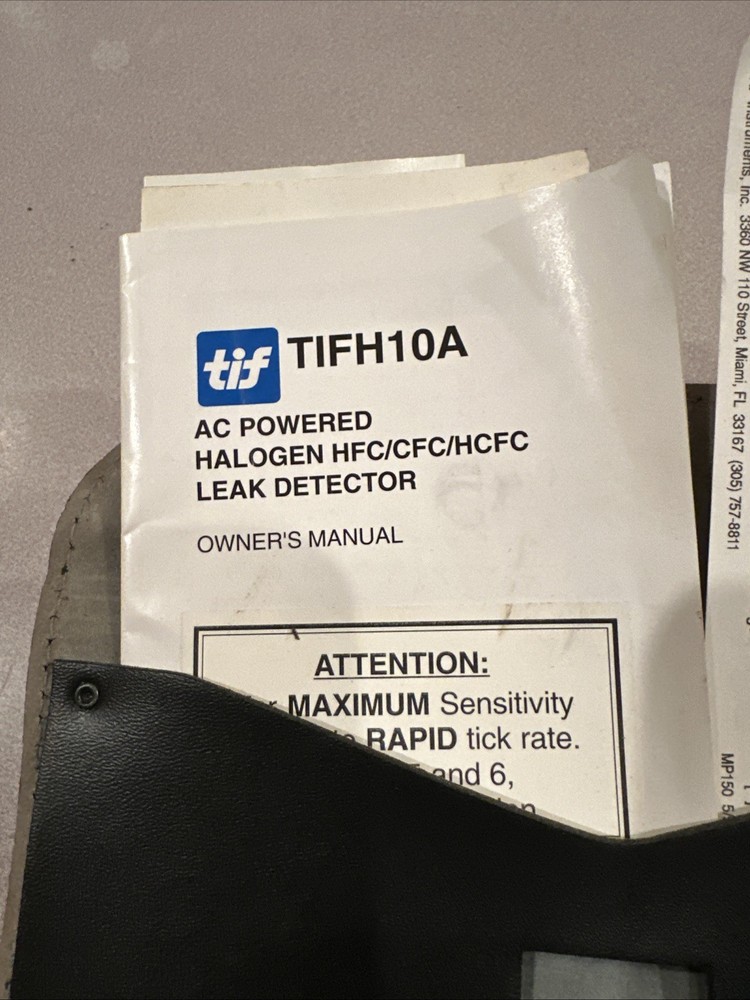 tif TIFH10A
AC POWERED
HALOGEN HFC/CFC/HCFC
LEAK DETECTOR
OWNER'S MANUAL
ATTENTION:
MAXIMUM Sensitivity
RAPID tick rate.
and 6,
Inc. 3360 NW 110 Street, Miami, FL 33167 (305) 757-8811
MP150